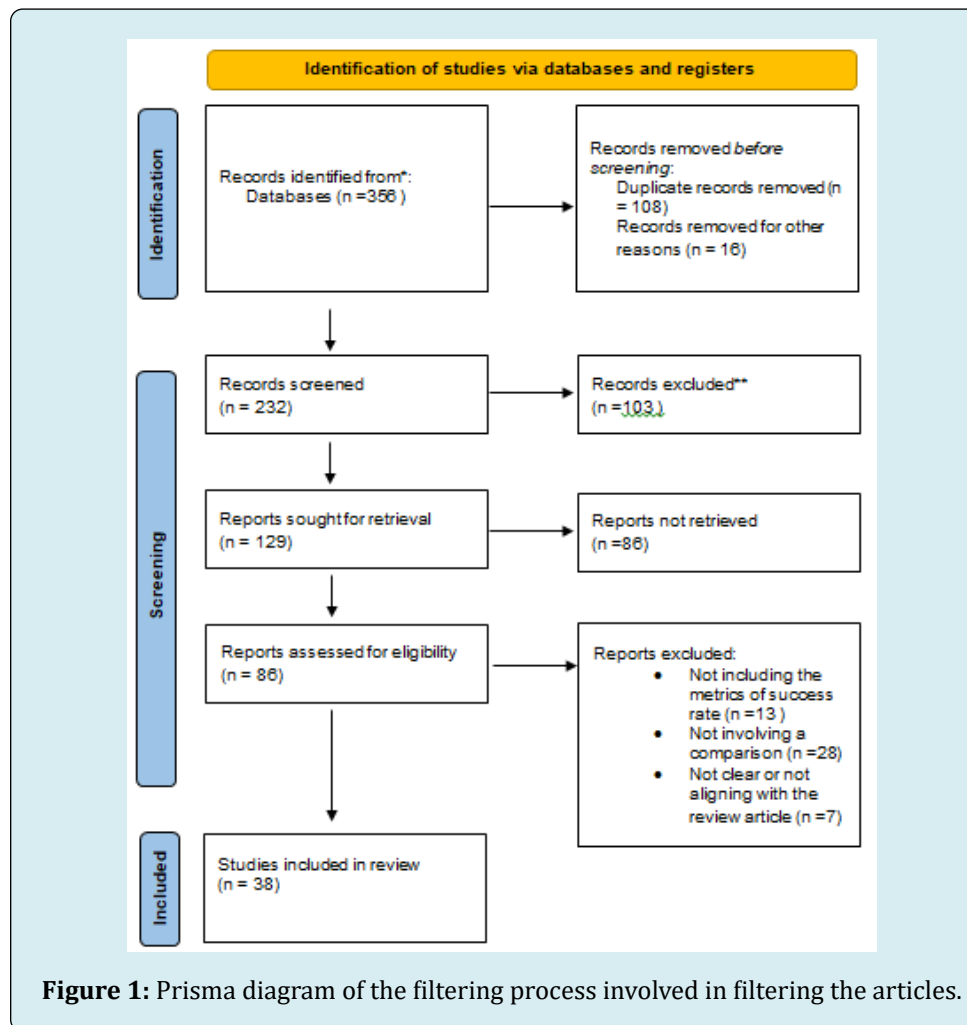 Identification of studies via databases and registers
Identification
Records identified from*:
Databases (n =356 )
Records removed before
screening:
Duplicate records removed (n
= 108)
Records removed for other
reasons (n = 16)
Screening
Records screened
(n = 232)
Records excluded**
(n =103 )
Reports sought for retrieval
(n = 129)
Reports not retrieved
(n =86)
Reports assessed for eligibility
(n = 86)
Reports excluded:
• Not including the
metrics of success
rate (n =13 )
• Not involving a
comparison (n =28)
• Not clear or not
aligning with the
review article (n =7)
Included
Studies included in review
(n = 38)
Figure 1: Prisma diagram of the filtering process involved in filtering the articles.